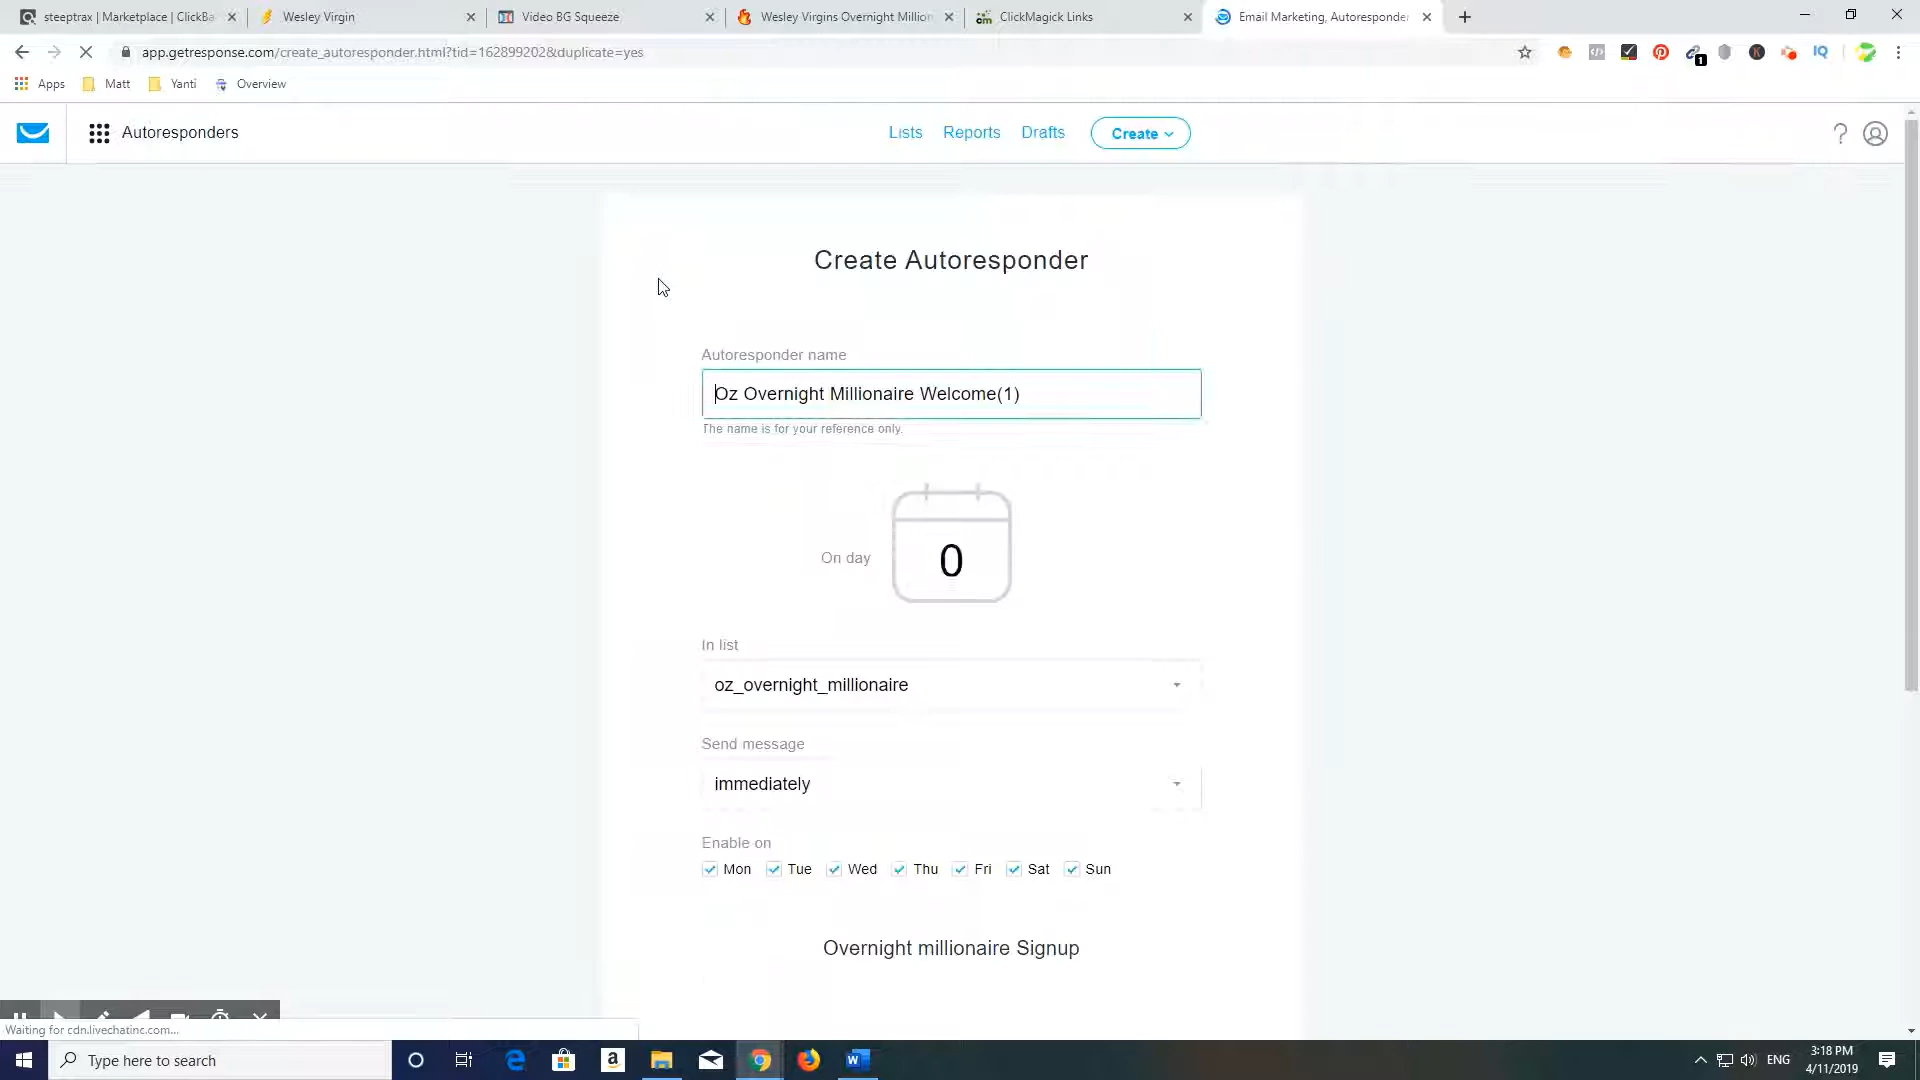 steeptrax | Marketplace | ClickBa
Wesley Virgin
Video BG Squeeze
Wesley Virgins Overnight Million
ClickMagick Links
Email Marketing, Autoresponder
app.getresponse.com/create_autoresponder.html?tid=162899202&duplicate=yes
1
K
IQ
Apps
Matt
Yanti
Overview
Autoresponders
Lists
Reports
Drafts
Create
?
Create Autoresponder
Autoresponder name
Oz Overnight Millionaire Welcome(1)
The name is for your reference only.
On day
0
In list
oz_overnight_millionaire
Send message
immediately
Enable on
Mon
Tue
Wed
Thu
Fri
Sat
Sun
Overnight millionaire Signup
Waiting for cdn.livechatinc.com...
Type here to search
ENG
3:18 PM
4/11/2019